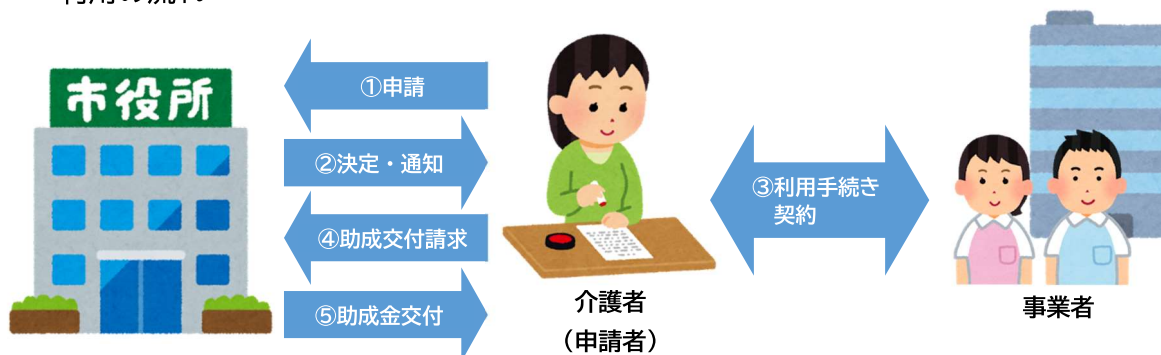 市役所
①申請
②決定・通知
④助成交付請求
⑤助成金交付
③利用手続き
契約
介護者
（申請者）
事業者